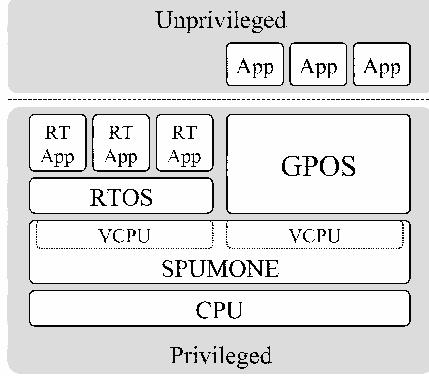 Unprivileged
App App App
RT RT RT
App App App
GPOS
RTOS
VCPU VCPU
SPUMONE
CPU
Privileged